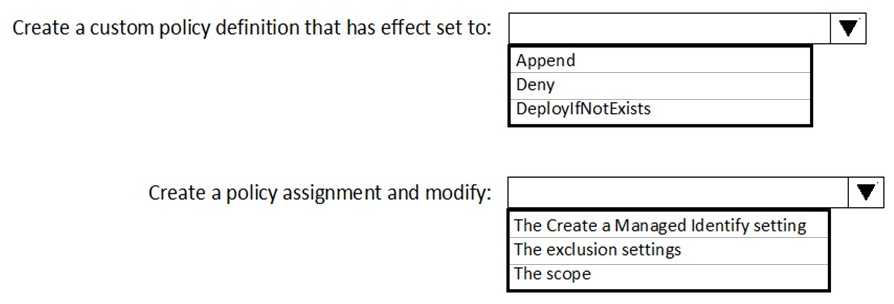 Create a custom policy definition that has effect set to:
Append
Deny
DeployIfNotExists
Create a policy assignment and modify:
The Create a Managed Identify setting
The exclusion settings
The scope